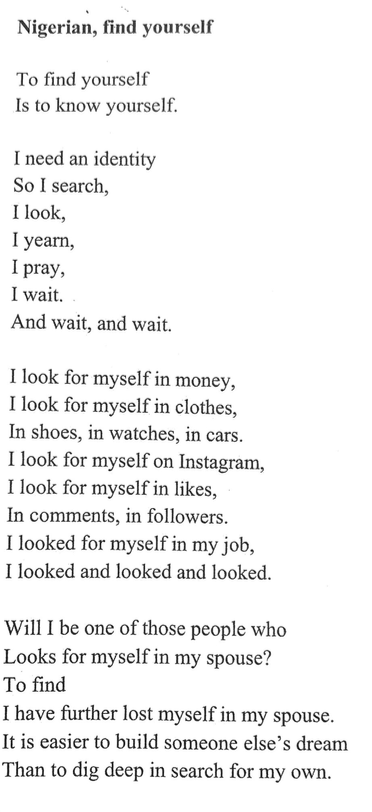 Nigerian, find yourself
To find yourself
Is to know yourself.
I need an identity
So I search,
I look,
I yearn,
I pray,
I wait.
And wait, and wait.
I look for myself in money,
I look for myself in clothes,
In shoes, in watches, in cars.
I look for myself on Instagram,
I look for myself in likes,
In comments, in followers.
I looked for myself in my job,
I looked and looked and looked.
Will I be one of those people who
Looks for myself in my spouse?
To find
I have further lost myself in my spouse.
It is easier to build someone else's dream
Than to dig deep in search for my own.